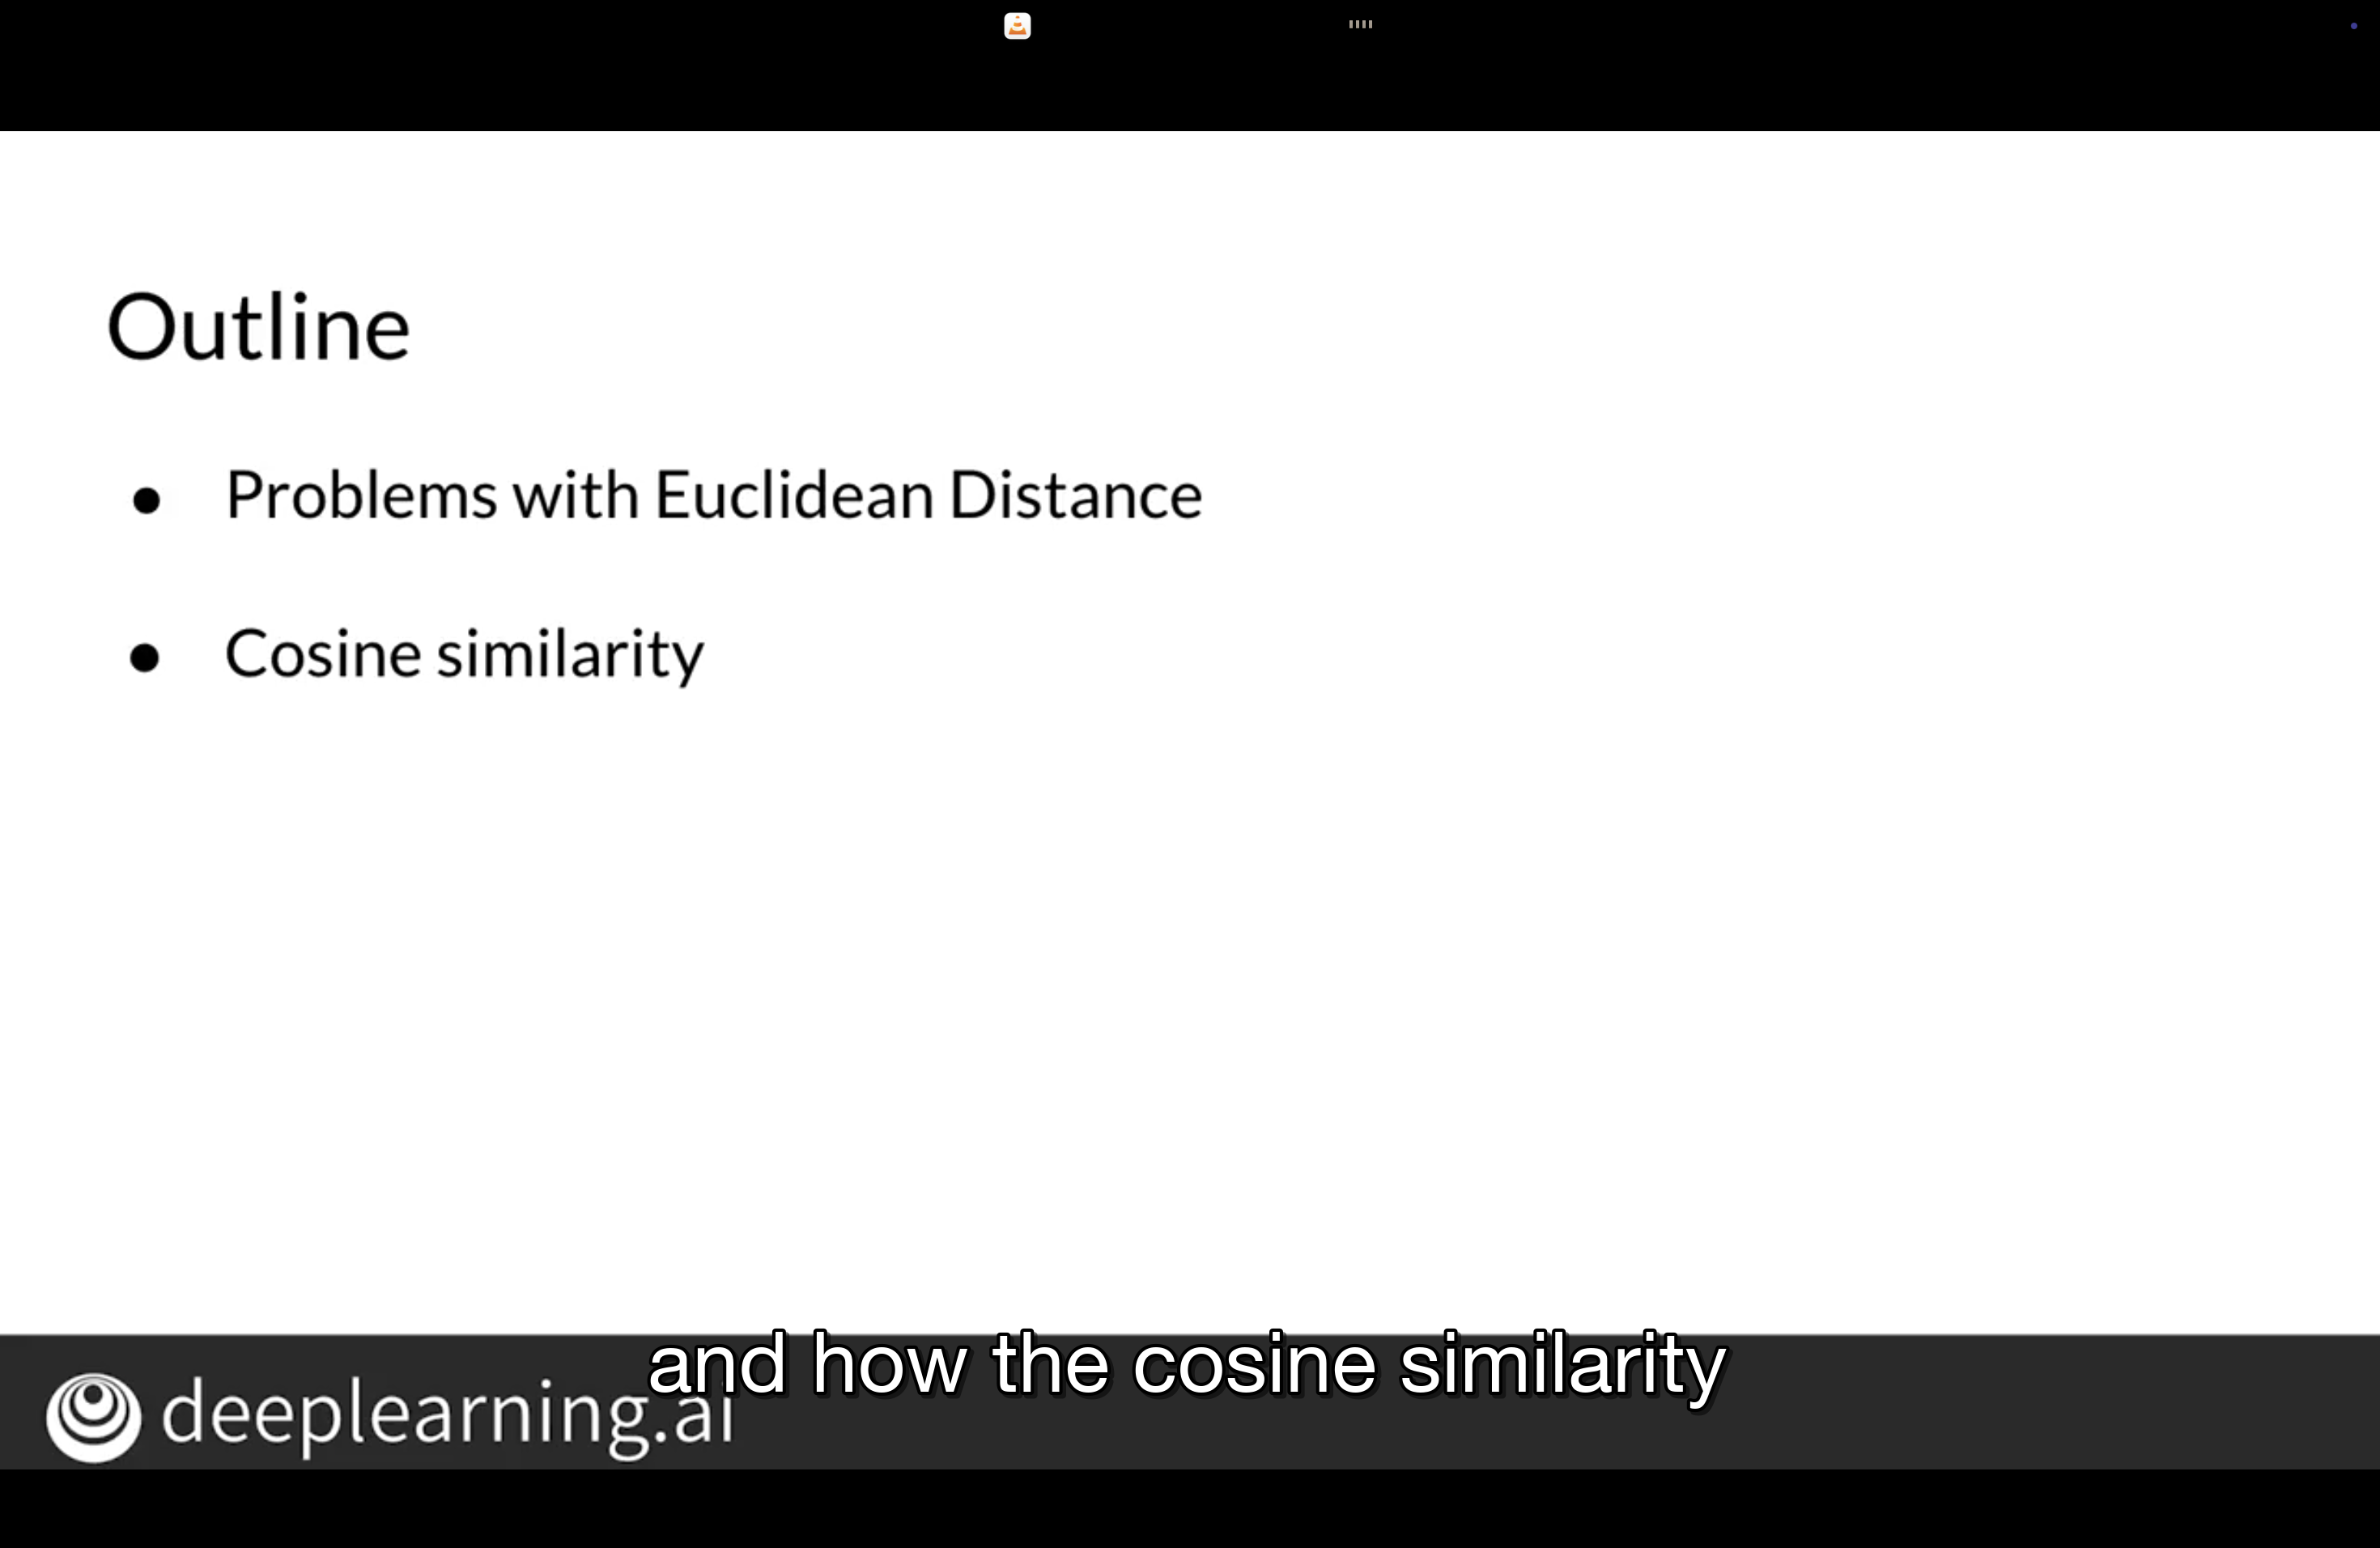 Outline
● Problems with Euclidean Distance
● Cosine similarity
and how the cosine similarity
deeplearning.ai